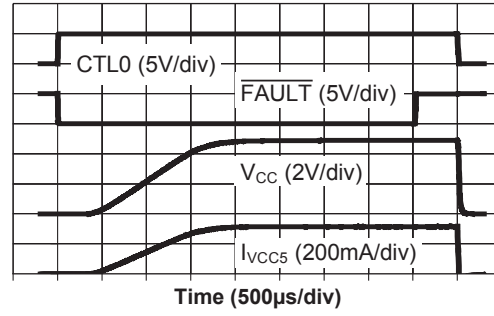 CTL0 (5V/div)
FAULT (5V/div)
VCC (2V/div)
IVCC5 (200mA/div)
Time (500µs/div)